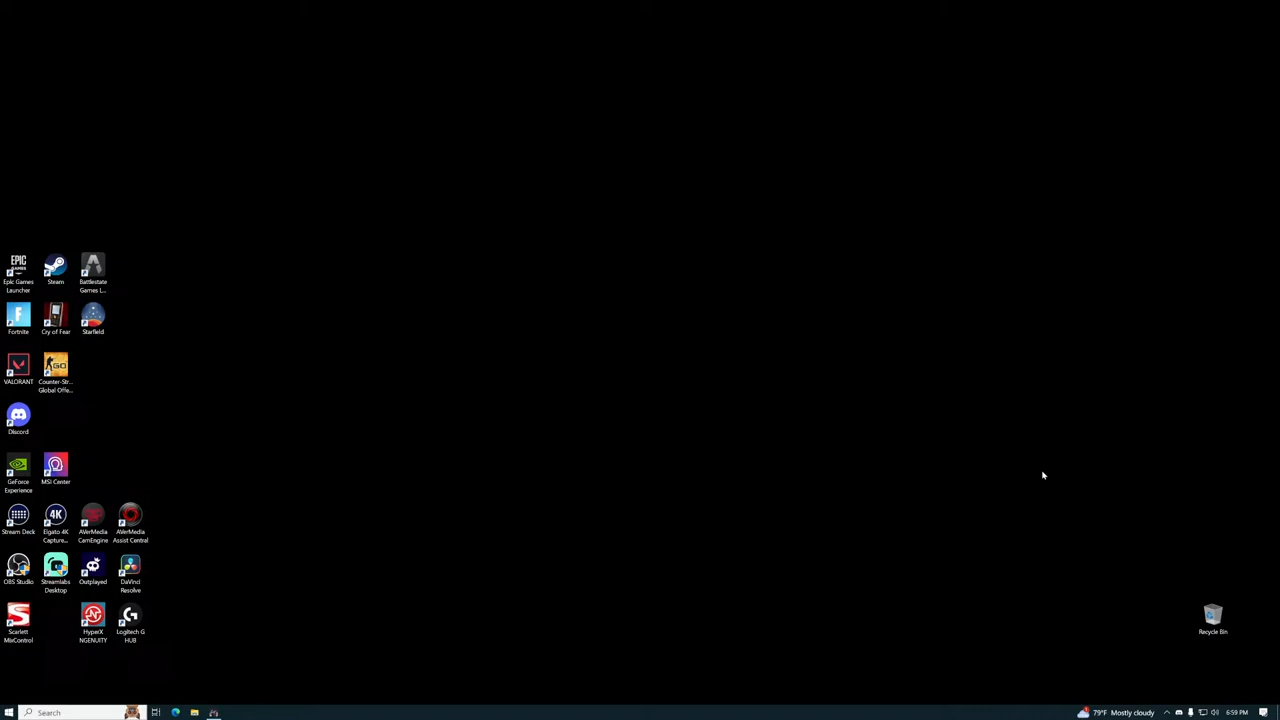 EPIC GAMES
Epic Games
Launcher
Steam
Battlestate
Games L...
F
Fortnite
Cry of Fear
Starfield
VALORANT
GO
Counter-Str...
Global Offe...
Discord
GeForce
Experience
MSI Center
Stream Deck
4K
Elgato 4K
Capture...
AVerMedia
CamEngine
AVerMedia
Assist Central
OBS Studio
Streamlabs
Desktop
Outplayed
DaVinci
Resolve
Scarlett
MixControl
HyperX
NGENUITY
G
Logitech G
HUB
Recycle Bin
Search
79°F Mostly cloudy
6:59 PM